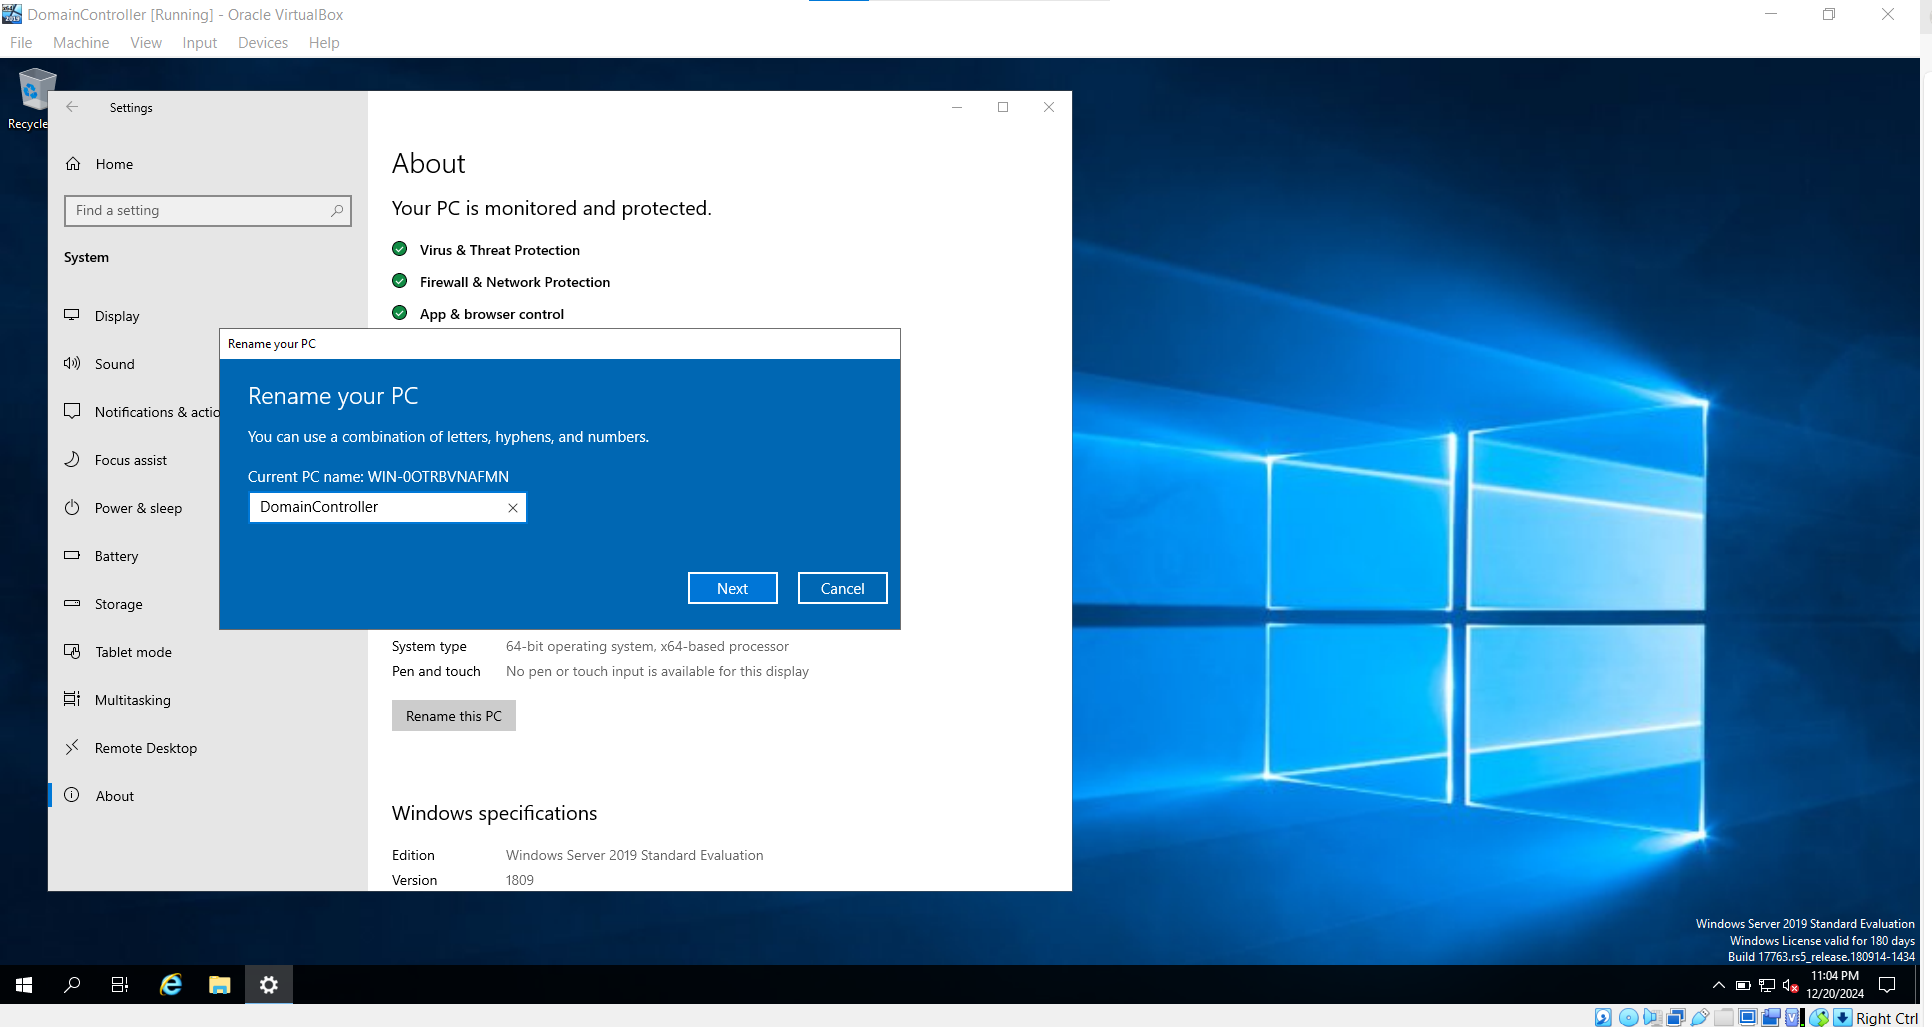 DomainController [Running] - Oracle VirtualBox
File Machine View Input Devices Help
Recycle
Settings
Home
Find a setting
System
Display
Sound
Notifications & actio
Focus assist
Power & sleep
Battery
Storage
Tablet mode
Multitasking
Remote Desktop
About
About
Your PC is monitored and protected.
Virus & Threat Protection
Firewall & Network Protection
App & browser control
Rename your PC
Rename your PC
You can use a combination of letters, hyphens, and numbers.
Current PC name: WIN-0OTRBVNAFMN
DomainController
Next Cancel
System type 64-bit operating system, x64-based processor
Pen and touch No pen or touch input is available for this display
Rename this PC
Windows specifications
Edition Windows Server 2019 Standard Evaluation
Version 1809
Windows Server 2019 Standard Evaluation
Windows License valid for 180 days
Build 17763.rs5_release.180914-1434
11:04 PM
12/20/2024
Right Ctrl